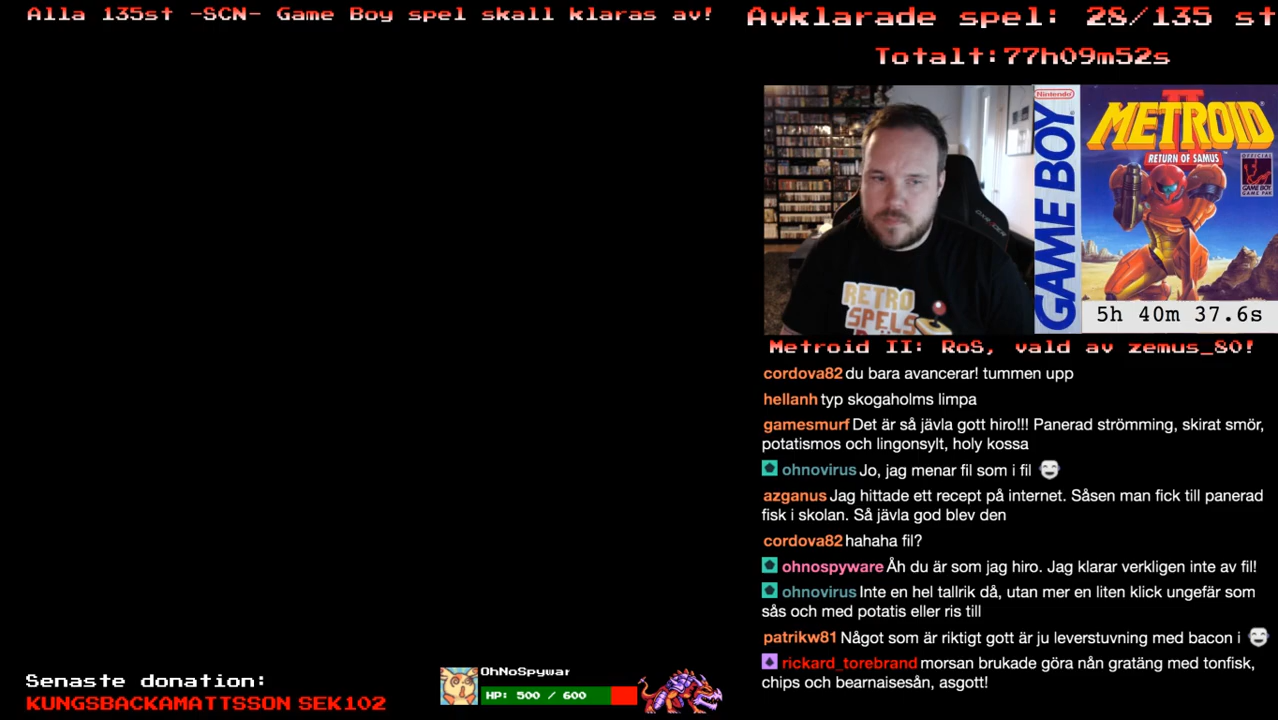 Alla 135st -SCN- Game Boy spel skall klaras av!
Avklarade spel: 28/135 st
Totalt:77h09m52s
Nintendo
GAME BOY
METROID II
RETURN OF SAMUS
OFFICIAL
GAME BOY
GAME PAK
RETRO
SPELS
5h 40m 37.6s
Metroid II: RoS, vald av zemus_80!
cordova82 du bara avancerar! tummen upp
hellanh typ skogaholms limpa
gamesmurf Det är så jävla gott hiro!!! Panerad strömming, skirat smör,
potatismos och lingonsylt, holy kossa
ohnovirus Jo, jag menar fil som i fil
azganus Jag hittade ett recept på internet. Såsen man fick till panerad
fisk i skolan. Så jävla god blev den
cordova82 hahaha fil?
ohnospyware Åh du är som jag hiro. Jag klarar verkligen inte av fil!
ohnovirus Inte en hel tallrik då, utan mer en liten klick ungefär som
sås och med potatis eller ris till
patrikw81 Något som är riktigt gott är ju leverstuvning med bacon i
rickard_torebrand morsan brukade göra nån gratäng med tonfisk,
chips och bearnaisesån, asgott!
Senaste donation:
KUNGSBACKAMATTSSON SEK102
OhNoSpywar
HP: 500 / 600